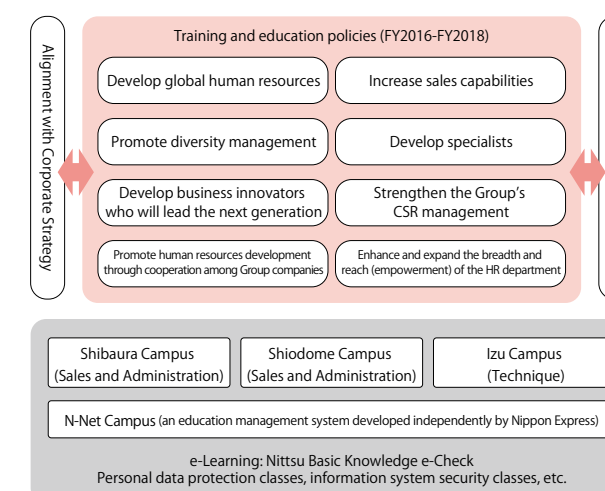 Alignment with Corporate Strategy
Training and education policies (FY2016-FY2018)
Develop global human resources
Increase sales capabilities
Promote diversity management
Develop specialists
Develop business innovators
who will lead the next generation
Strengthen the Group's
CSR management
Promote human resources development
through cooperation among Group companies
Enhance and expand the breadth and
reach (empowerment) of the HR department
Shibaura Campus
(Sales and Administration)
Shiodome Campus
(Sales and Administration)
Izu Campus
(Technique)
N-Net Campus (an education management system developed independently by Nippon Express)
e-Learning: Nittsu Basic Knowledge e-Check
Personal data protection classes, information system security classes, etc.